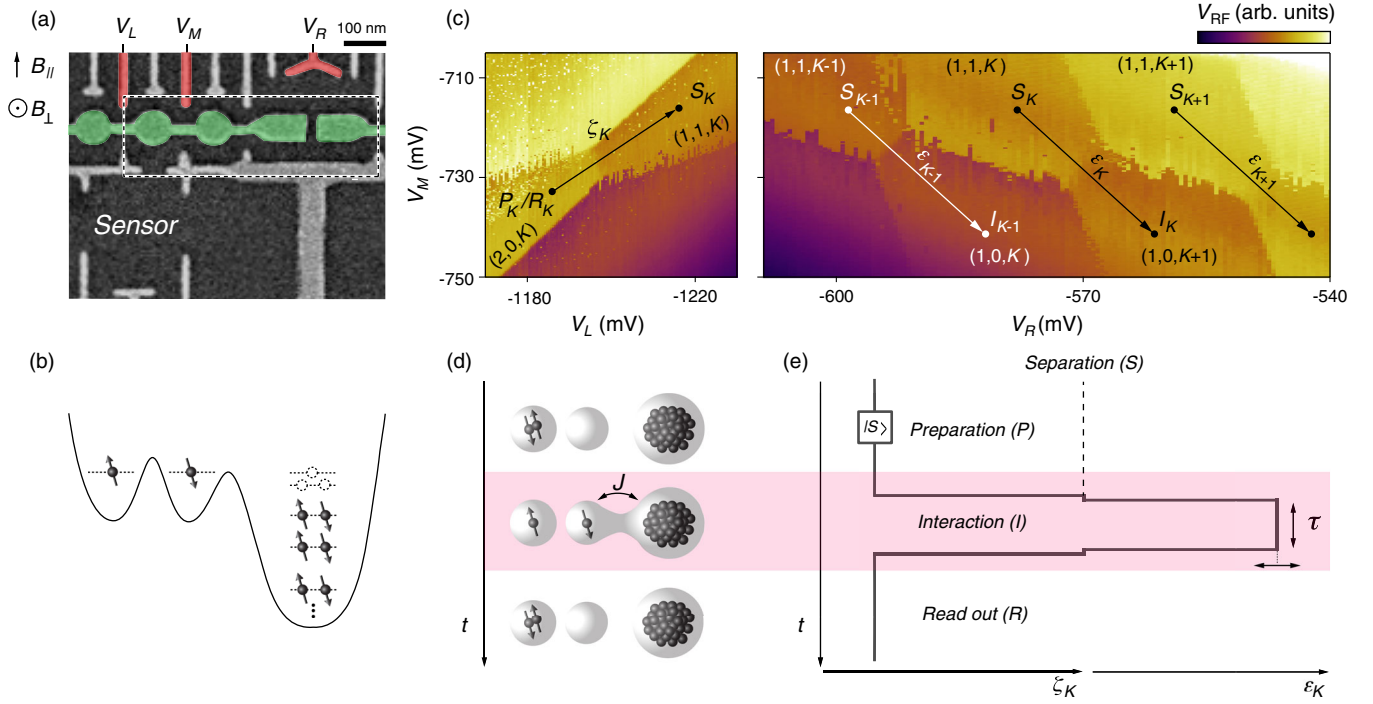 (a)
V_L
V_M
V_R
100 nm
B_//
B_⊥
Sensor
(b)
(c)
V_RF (arb. units)
-710
-730
-750
V_M (mV)
S_K
ζ_K
(1,1,K)
P_K/R_K
(2,0,K)
-1180
-1220
V_L (mV)
(1,1,K-1)
(1,1,K)
(1,1,K+1)
S_K-1
S_K
S_K+1
ε_K-1
ε_K
ε_K+1
I_K-1
I_K
(1,0,K)
(1,0,K+1)
-600
-570
-540
V_R (mV)
(d)
J
t
(e)
Separation (S)
|S⟩
Preparation (P)
Interaction (I)
τ
Read out (R)
t
ζ_K
ε_K